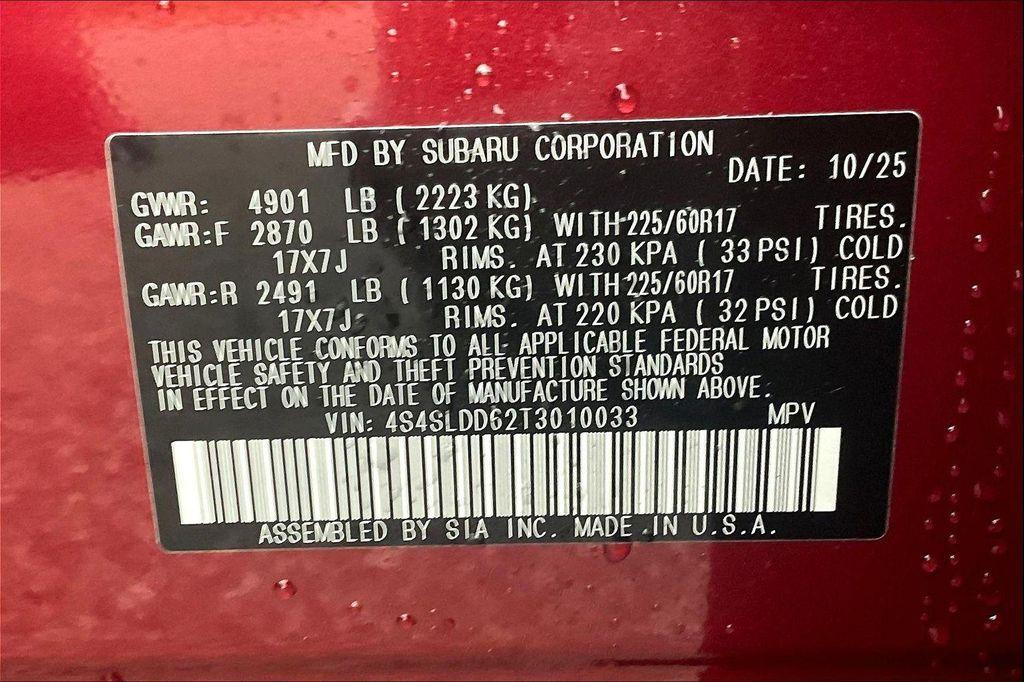 MFD BY SUBARU CORPORATION
DATE: 10/25
GVWR: 4901 LB ( 2223 KG)
GAWR:F 2870 LB ( 1302 KG) WITH 225/60R17 TIRES.
17X7J RIMS. AT 230 KPA ( 33 PSI) COLD
GAWR:R 2491 LB ( 1130 KG) WITH 225/60R17 TIRES.
17X7J RIMS. AT 220 KPA ( 32 PSI) COLD
THIS VEHICLE CONFORMS TO ALL APPLICABLE FEDERAL MOTOR
VEHICLE SAFETY AND THEFT PREVENTION STANDARDS
IN EFFECT ON THE DATE OF MANUFACTURE SHOWN ABOVE.
VIN: 4S4SLDD62T3010033 MPV
ASSEMBLED BY SIA INC. MADE IN U.S.A.